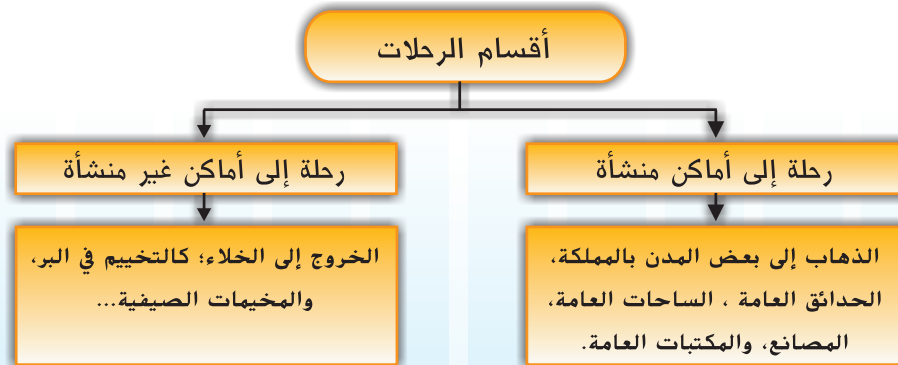 أقسام الرحلات
رحلة إلى أماكن منشأة
الذهاب إلى بعض المدن بالمملكة،
الحدائق العامة ، الساحات العامة،
المصانع، والمكتبات العامة.
رحلة إلى أماكن غير منشأة
الخروج إلى الخلاء؛ كالتخييم في البر،
والمخيمات الصيفية...